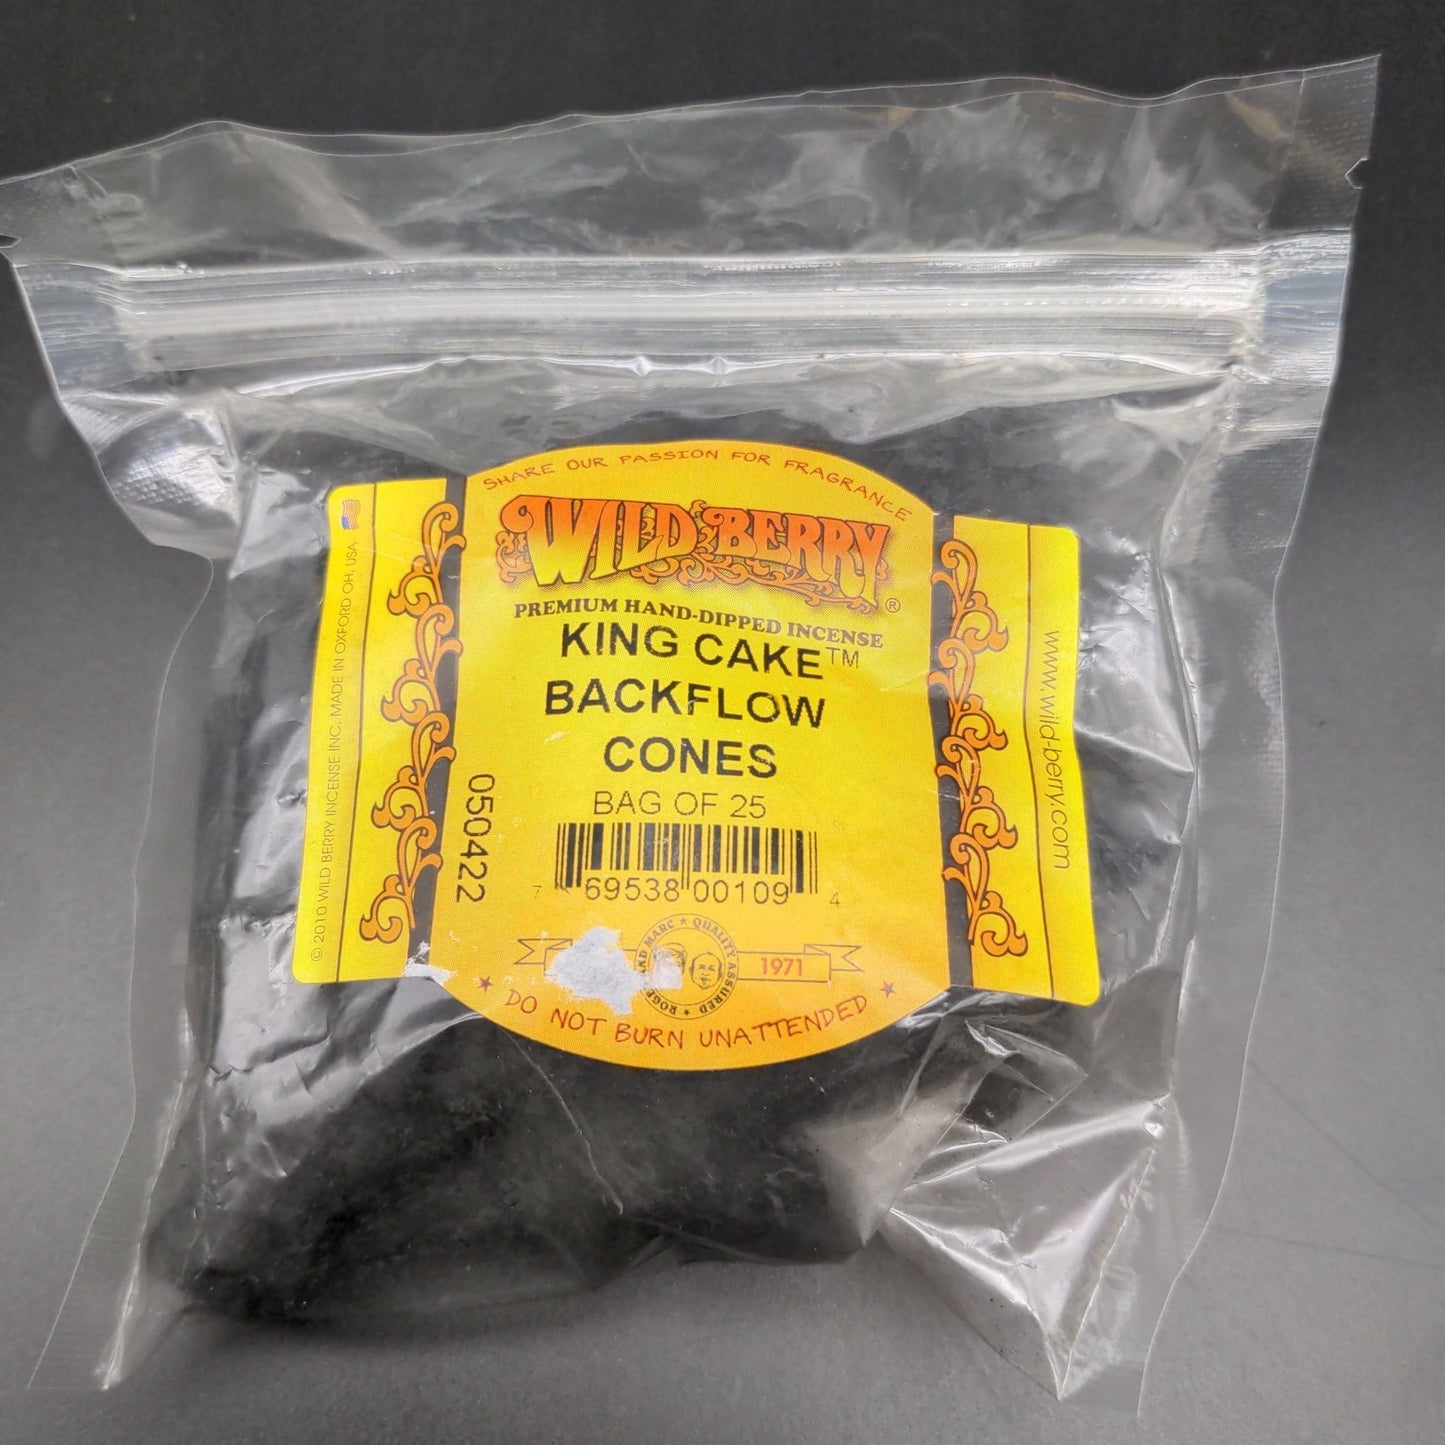 SHARE OUR PASSION FOR FRAGRANCE
WILD BERRY®
PREMIUM HAND-DIPPED INCENSE
KING CAKE™
BACKFLOW
CONES
BAG OF 25
7 69538 00109 4
050422
© 2010 WILD BERRY INCENSE INC. MADE IN OXFORD OH, USA
www.wild-berry.com
AND MARC ★ QUALITY ASSURED ★
1971
★ DO NOT BURN UNATTENDED ★